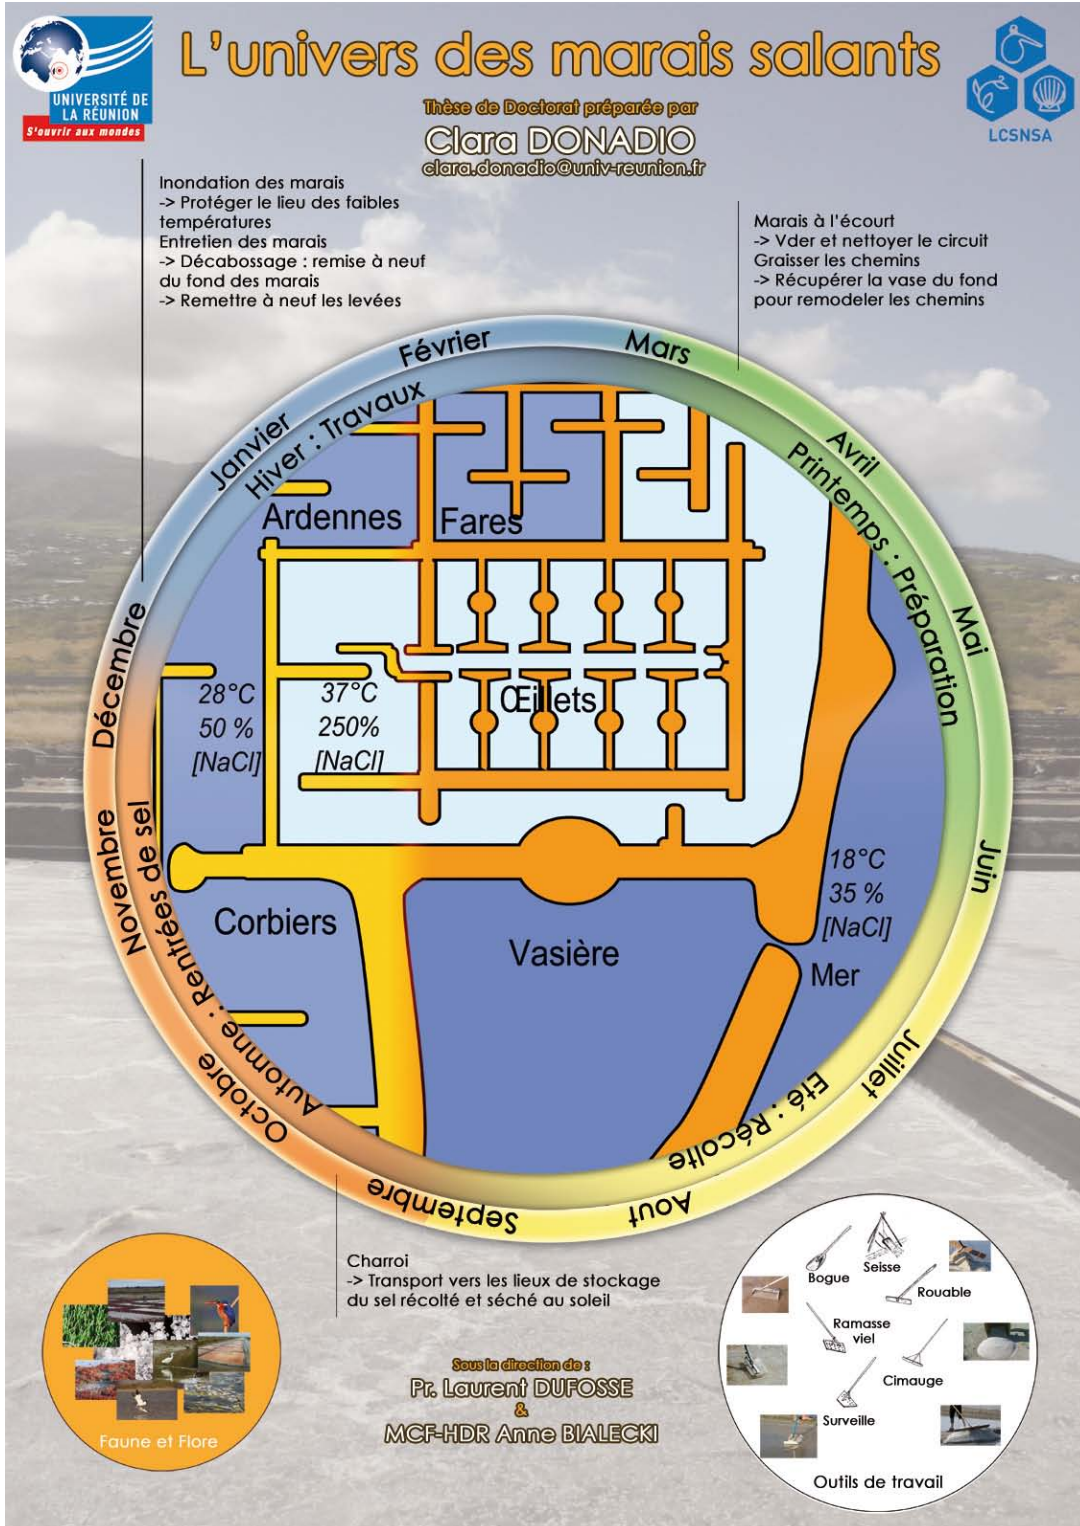 UNIVERSITÉ DE
LA RÉUNION
S'ouvrir aux mondes
L'univers des marais salants
Thèse de Doctorat préparée par
Clara DONADIO
clara.donadio@univ-reunion.fr
LCSNSA
Inondation des marais
-> Protéger le lieu des faibles
températures
Entretien des marais
-> Décabossage : remise à neuf
du fond des marais
-> Remettre à neuf les levées
Marais à l'écourt
-> Vder et nettoyer le circuit
Graisser les chemins
-> Récupérer la vase du fond
pour remodeler les chemins
Janvier
Février
Mars
Avril
Mai
Juin
Juillet
Aout
Septembre
Octobre
Novembre
Décembre
Hiver : Travaux
Printemps : Préparation
Eté : Récolte
Automne : Rentrées de sel
Ardennes
Fares
28°C
50 %
[NaCl]
37°C
250%
[NaCl]
Œillets
18°C
35 %
[NaCl]
Corbiers
Vasière
Mer
Charroi
-> Transport vers les lieux de stockage
du sel récolté et séché au soleil
Faune et Flore
Sous la direction de :
Pr. Laurent DUFOSSE
&
MCF-HDR Anne BIALECKI
Bogue
Seisse
Rouable
Ramasse
viel
Cimauge
Surveille
Outils de travail